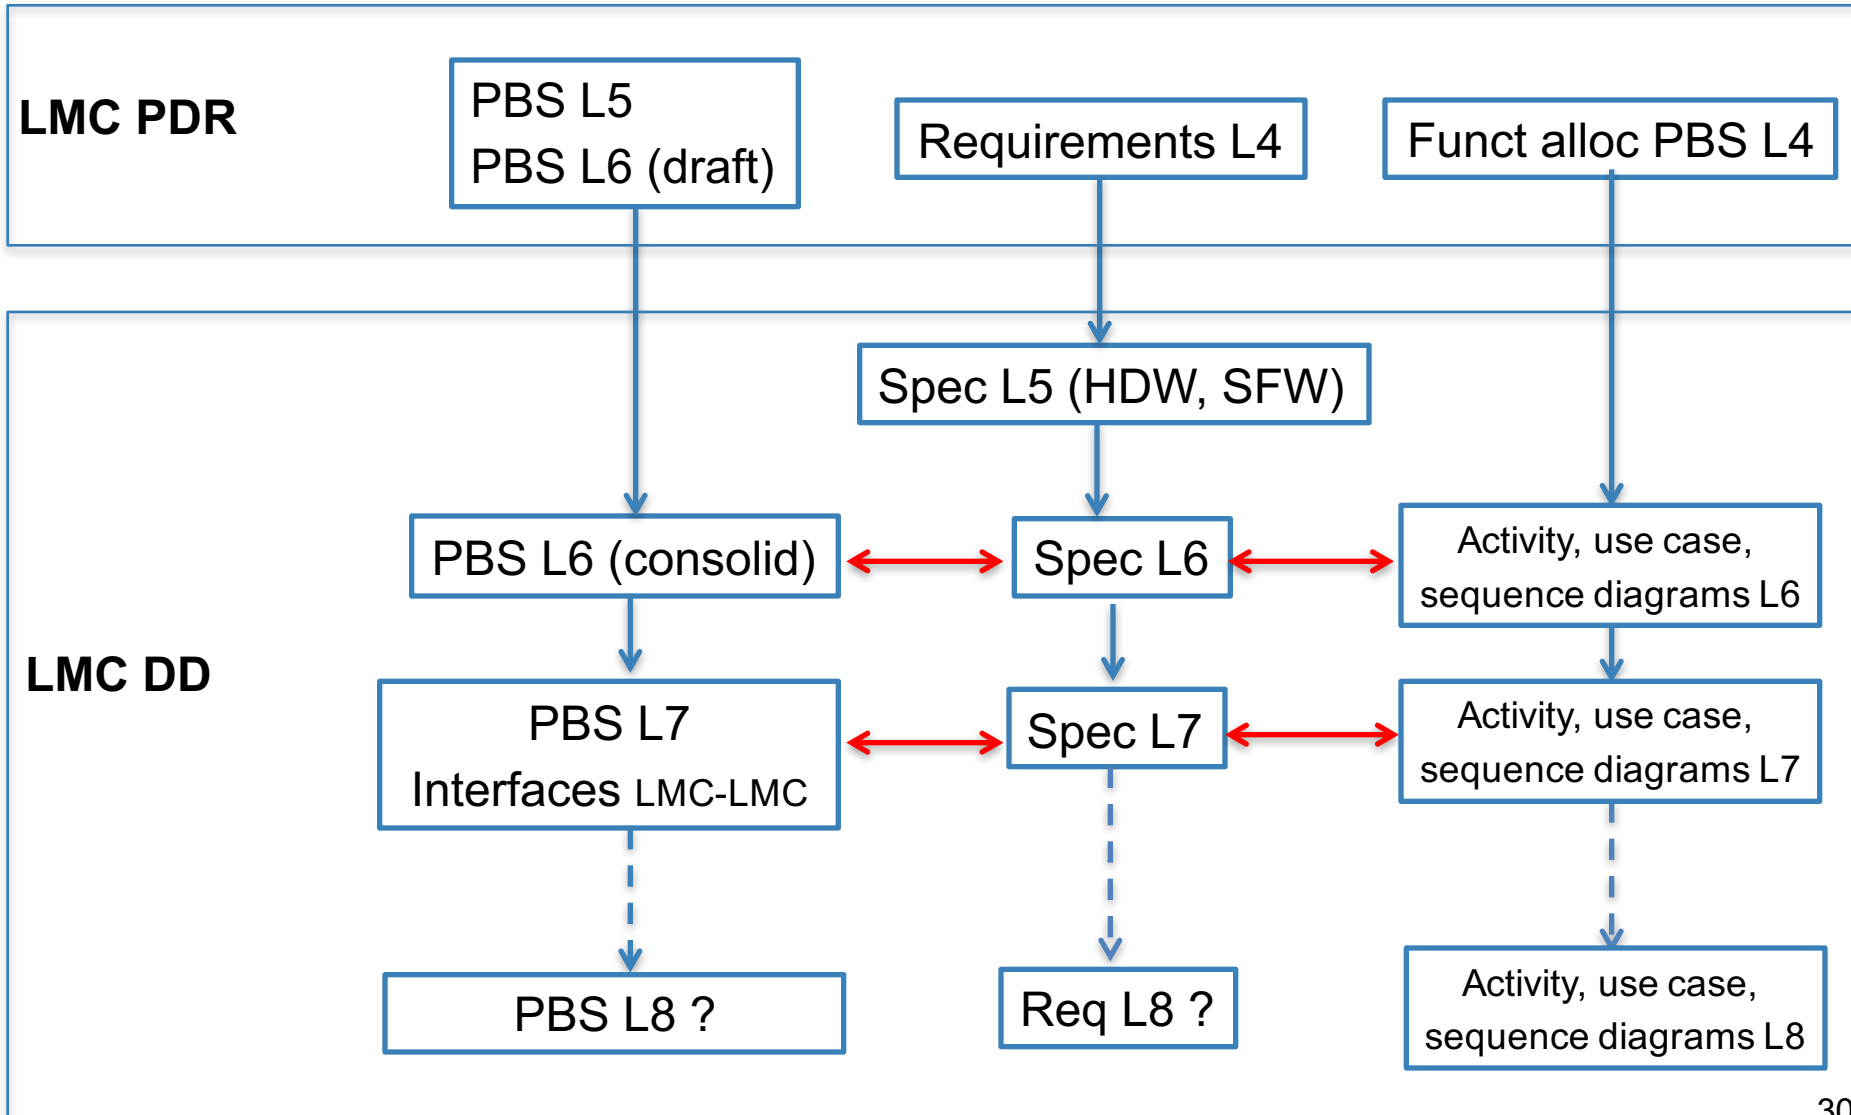 LMC PDR
PBS L5
PBS L6 (draft)
Requirements L4
Funct alloc PBS L4
Spec L5 (HDW, SFW)
PBS L6 (consolid)
Spec L6
Activity, use case,
sequence diagrams L6
LMC DD
PBS L7
Interfaces LMC-LMC
Spec L7
Activity, use case,
sequence diagrams L7
PBS L8 ?
Req L8 ?
Activity, use case,
sequence diagrams L8
30